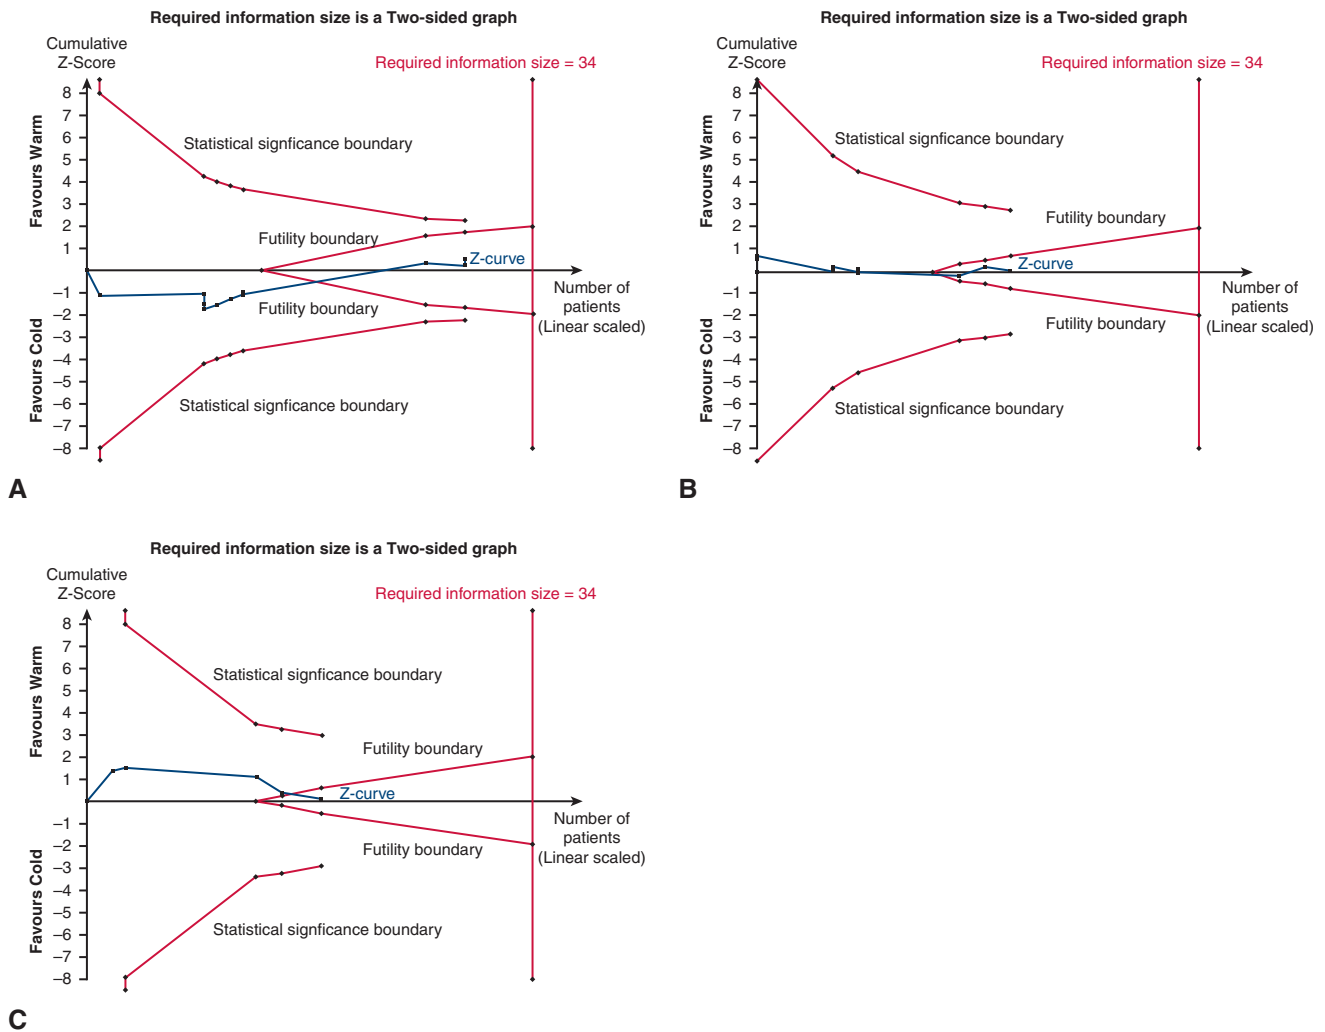 Required information size is a Two-sided graph
Cumulative
Z-Score
Required information size = 34
8
7
6
5
4
3
2
1
–1
–2
–3
–4
–5
–6
–7
–8
Favours Warm
Favours Cold
Statistical signficance boundary
Futility boundary
Z-curve
Futility boundary
Statistical signficance boundary
Number of
patients
(Linear scaled)
A
Required information size is a Two-sided graph
Cumulative
Z-Score
Required information size = 34
8
7
6
5
4
3
2
1
–1
–2
–3
–4
–5
–6
–7
–8
Favours Warm
Favours Cold
Statistical signficance boundary
Futility boundary
Z-curve
Futility boundary
Statistical signficance boundary
Number of
patients
(Linear scaled)
B
Required information size is a Two-sided graph
Cumulative
Z-Score
Required information size = 34
8
7
6
5
4
3
2
1
–1
–2
–3
–4
–5
–6
–7
–8
Favours Warm
Favours Cold
Statistical signficance boundary
Futility boundary
Z-curve
Futility boundary
Statistical signficance boundary
Number of
patients
(Linear scaled)
C